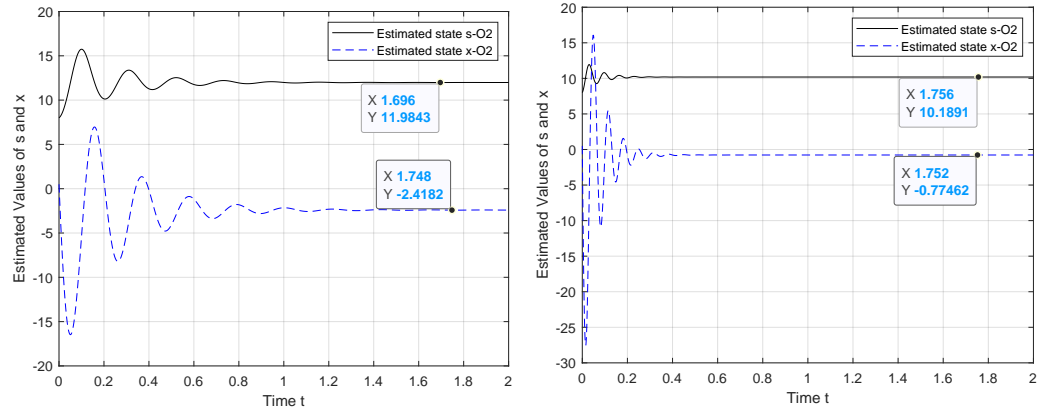 Estimated Values of s and x
20
15
10
5
0
-5
-10
-15
-20
Estimated state s-O2
Estimated state x-O2
X 1.696
Y 11.9843
X 1.748
Y -2.4182
0 0.2 0.4 0.6 0.8 1 1.2 1.4 1.6 1.8 2
Time t
Estimated Values of s and x
20
15
10
5
0
-5
-10
-15
-20
-25
-30
Estimated state s-O2
Estimated state x-O2
X 1.756
Y 10.1891
X 1.752
Y -0.77462
0 0.2 0.4 0.6 0.8 1 1.2 1.4 1.6 1.8 2
Time t